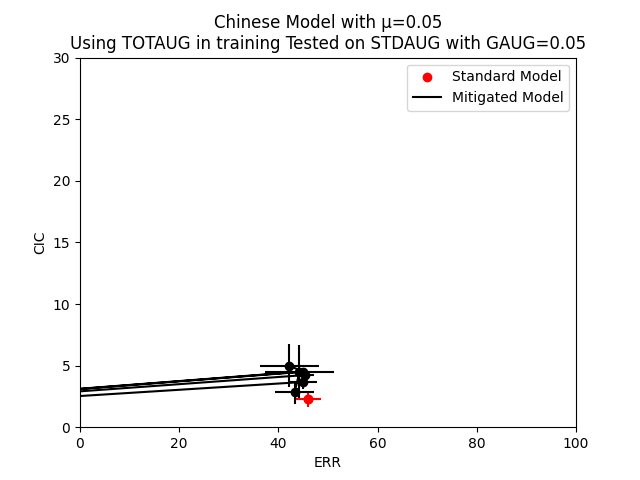 Chinese Model with μ=0.05
Using TOTAUG in training Tested on STDAUG with GAUG=0.05
Standard Model
Mitigated Model
30
25
20
15
10
5
0
CIC
0 20 40 60 80 100
ERR